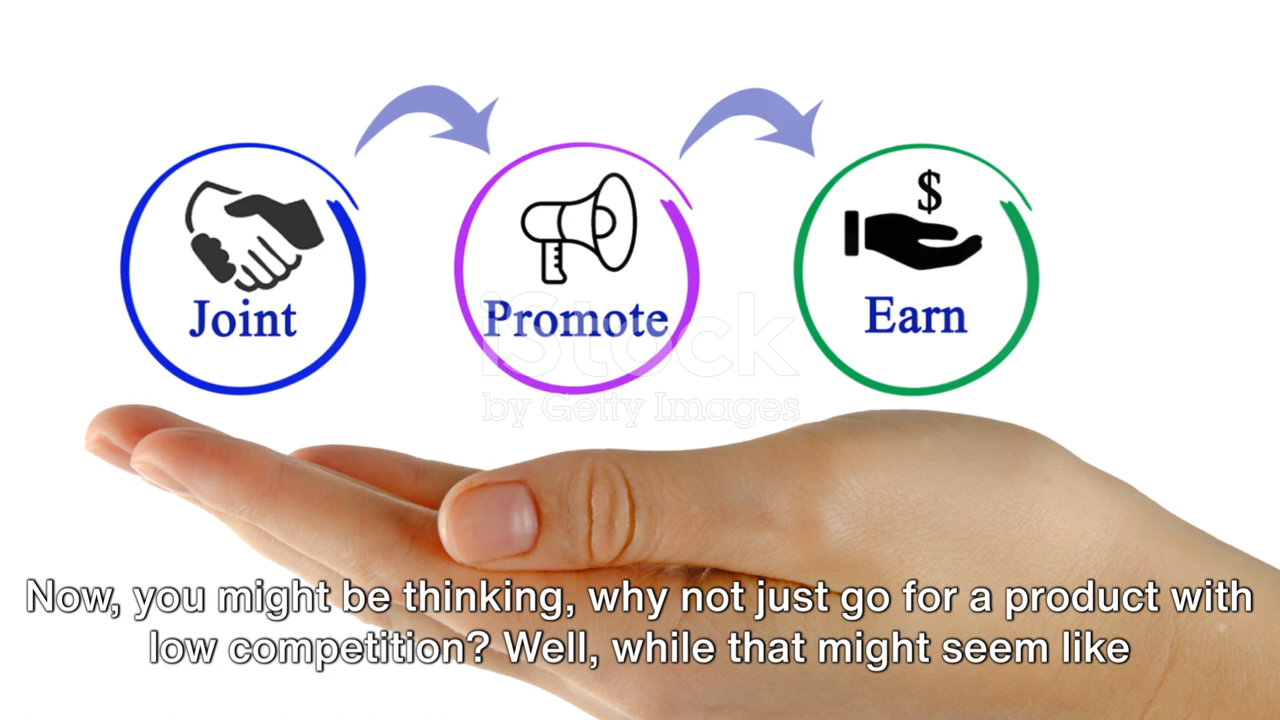 $
Joint
Promote
Earn
iStock
by Getty Images
Now, you might be thinking, why not just go for a product with
low competition? Well, while that might seem like